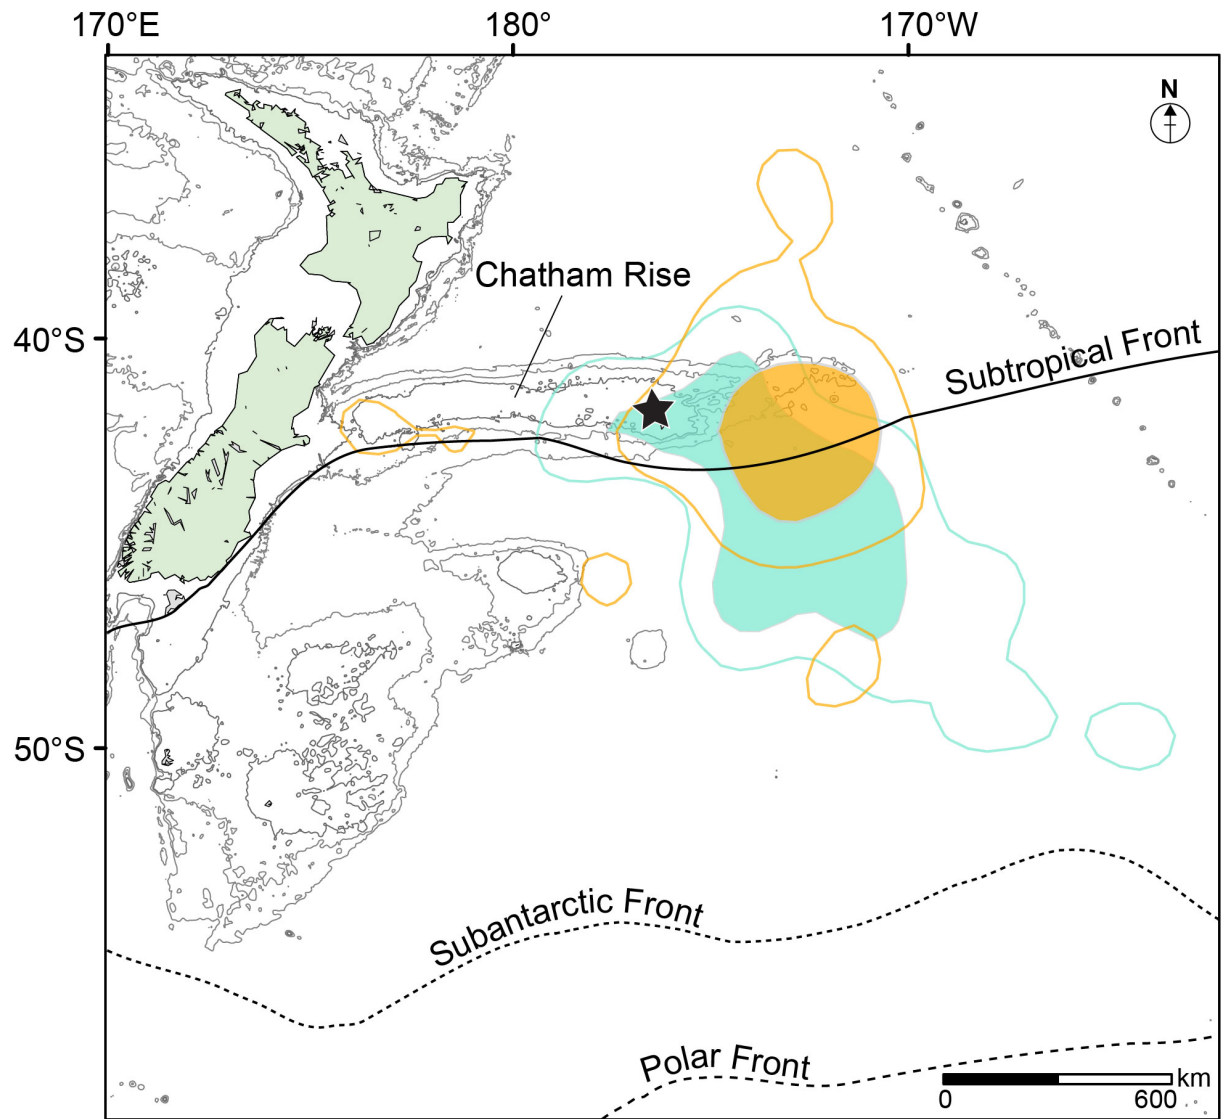 170°E
180°
170°W
N
Chatham Rise
40°S
Subtropical Front
50°S
Subantarctic Front
Polar Front
km
0
600